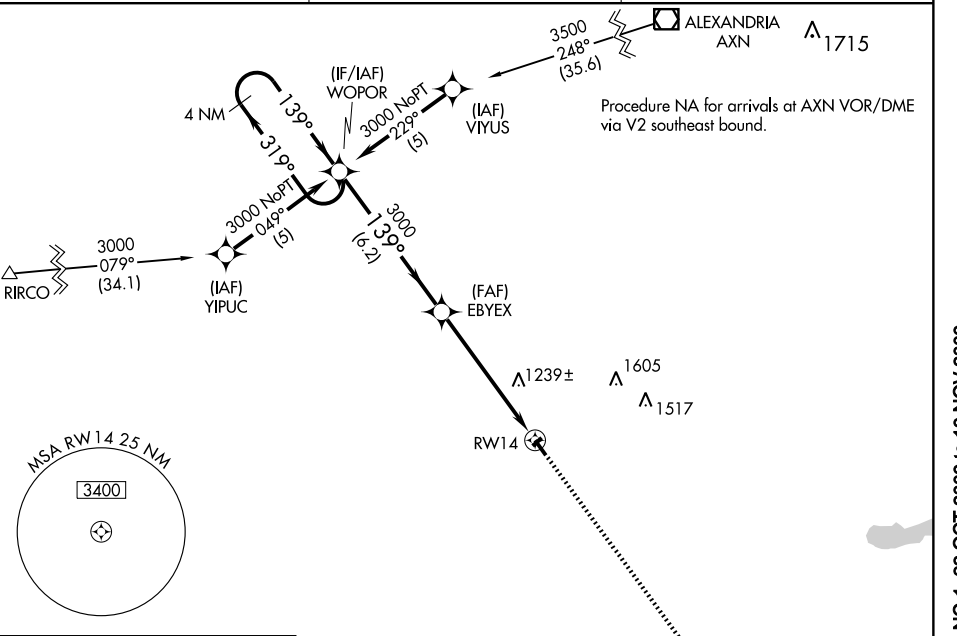 ALEXANDRIA
AXN
1715
3500
248°
(35.6)
(IF/IAF)
WOPOR
3000 NoPT
229°
(5)
(IAF)
VIYUS
Procedure NA for arrivals at AXN VOR/DME
via V2 southeast bound.
4 NM
139°
319°
3000 NoPT
049°
(5)
3000
139°
(6.2)
3000
079°
(34.1)
RIRCO
(IAF)
YIPUC
(FAF)
EBYEX
1239±
1605
1517
RW14
MSA RW14 25 NM
3400